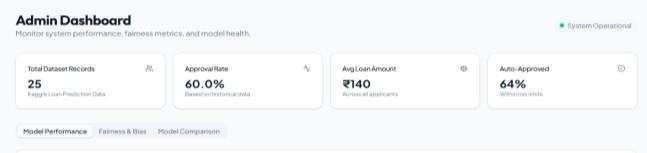 Admin Dashboard
Monitor system performance, fairness metrics, and model health.
System Operational
Total Dataset Records
25
Kaggle Loan Prediction Data
Approval Rate
60.0%
Based on historical data
Avg Loan Amount
₹140
Across all applicants
Auto-Approved
64%
Within risk limits
Model Performance
Fairness & Bias
Model Comparison